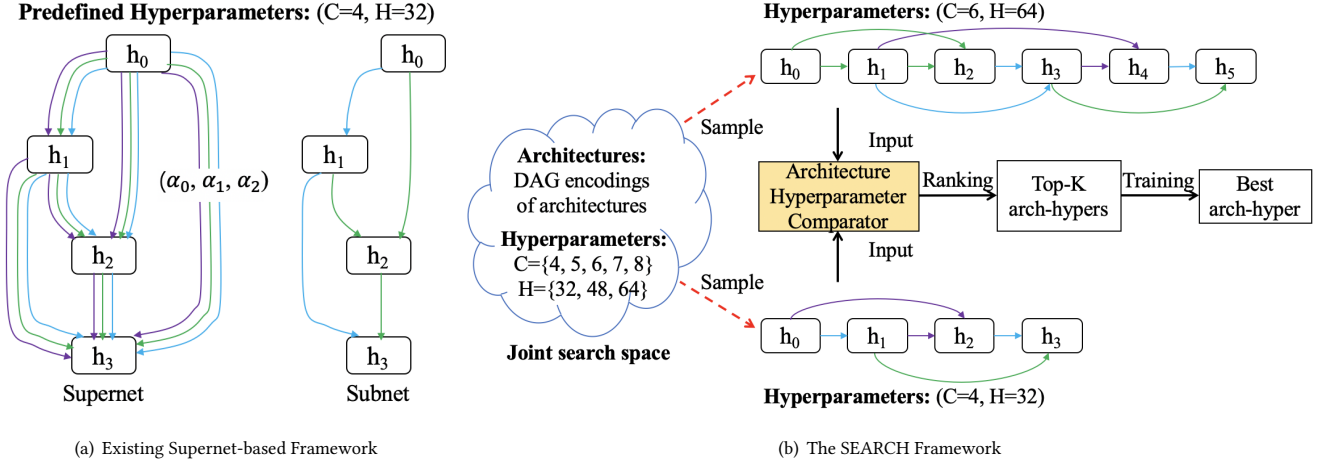 Predefined Hyperparameters: (C=4, H=32)
h0
h1
(α0, α1, α2)
h2
h3
Supernet
h0
h1
h2
h3
Subnet
(a) Existing Supernet-based Framework
Hyperparameters: (C=6, H=64)
h0
h1
h2
h3
h4
h5
Sample
Input
Architectures:
DAG encodings
of architectures
Hyperparameters:
C={4, 5, 6, 7, 8}
H={32, 48, 64}
Joint search space
Architecture
Hyperparameter
Comparator
Ranking
Top-K
arch-hypers
Training
Best
arch-hyper
Input
Sample
h0
h1
h2
h3
Hyperparameters: (C=4, H=32)
(b) The SEARCH Framework